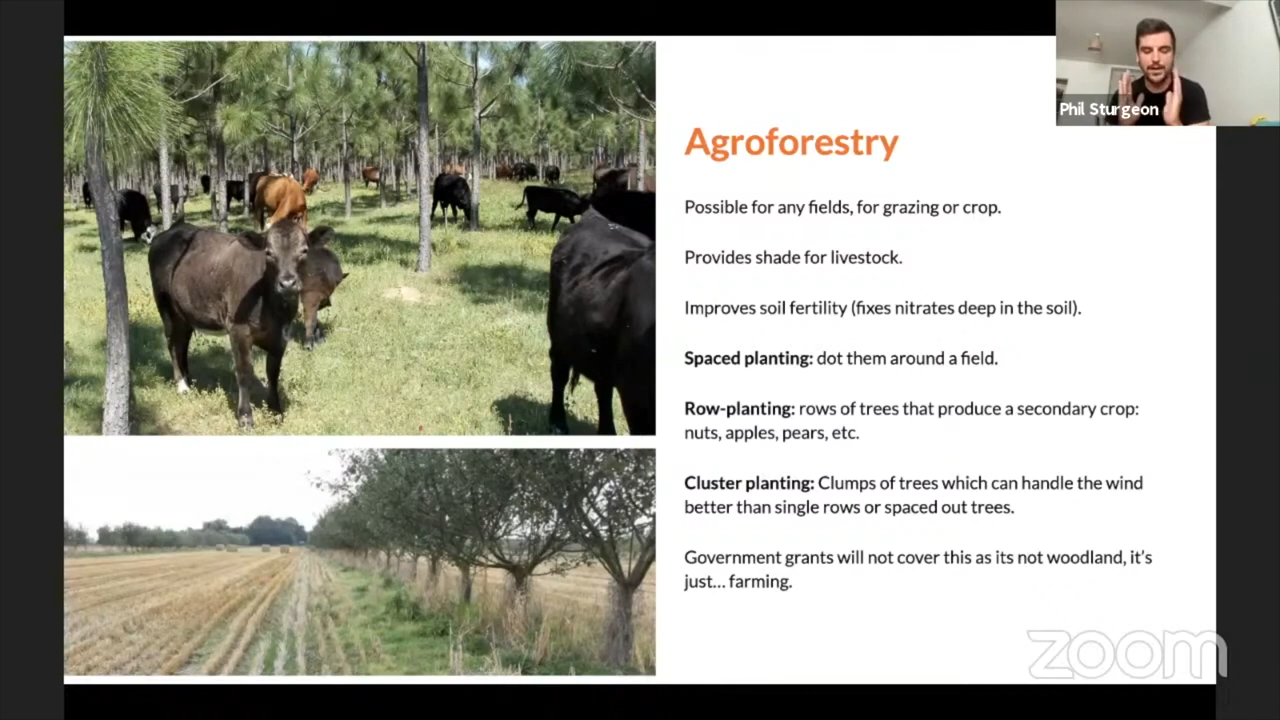 Phil Sturgeon
Agroforestry
Possible for any fields, for grazing or crop.
Provides shade for livestock.
Improves soil fertility (fixes nitrates deep in the soil).
Spaced planting: dot them around a field.
Row-planting: rows of trees that produce a secondary crop:
nuts, apples, pears, etc.
Cluster planting: Clumps of trees which can handle the wind
better than single rows or spaced out trees.
Government grants will not cover this as its not woodland, it’s
just... farming.
zoom